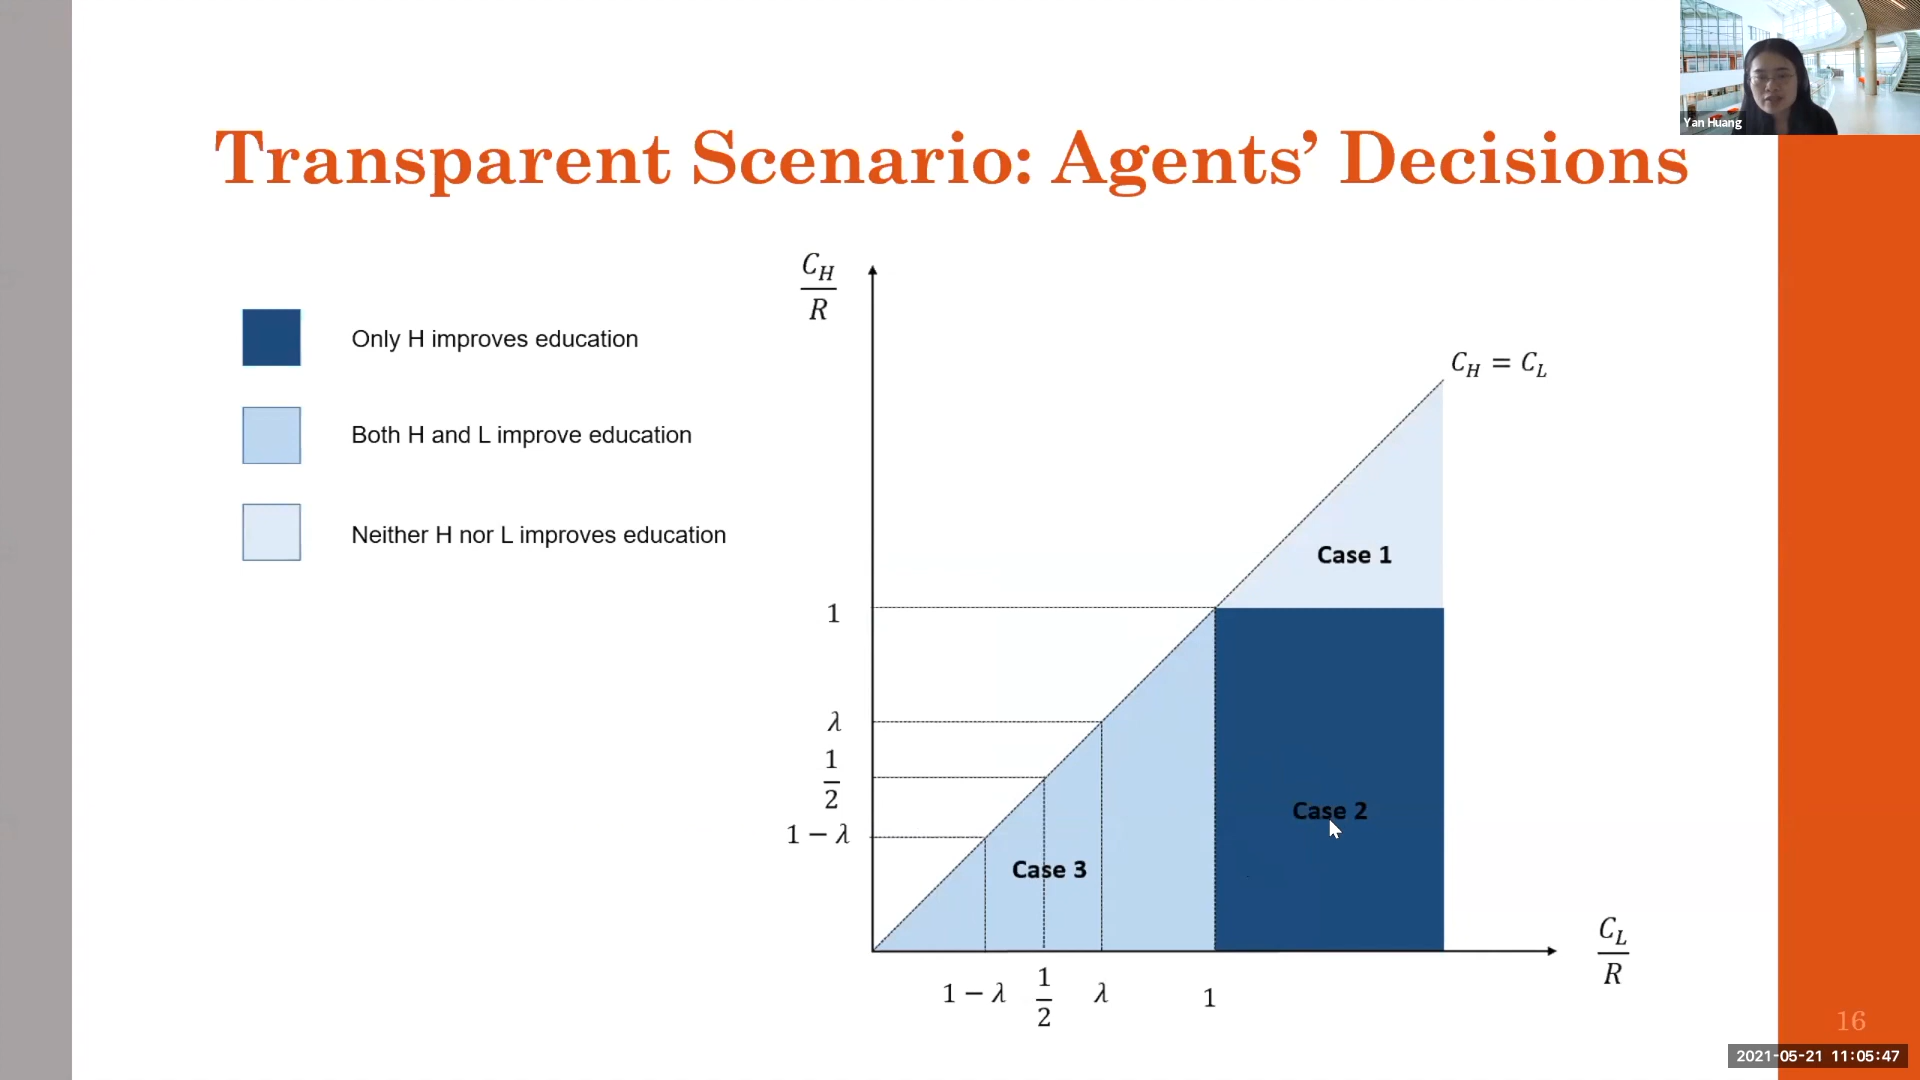 Yan Huang
Transparent Scenario: Agents’ Decisions
Only H improves education
Both H and L improve education
Neither H nor L improves education
C_H
R
C_H = C_L
Case 1
1
λ
1
2
1 − λ
Case 2
Case 3
C_L
R
1 − λ
1
2
λ
1
16
2021-05-21 11:05:47